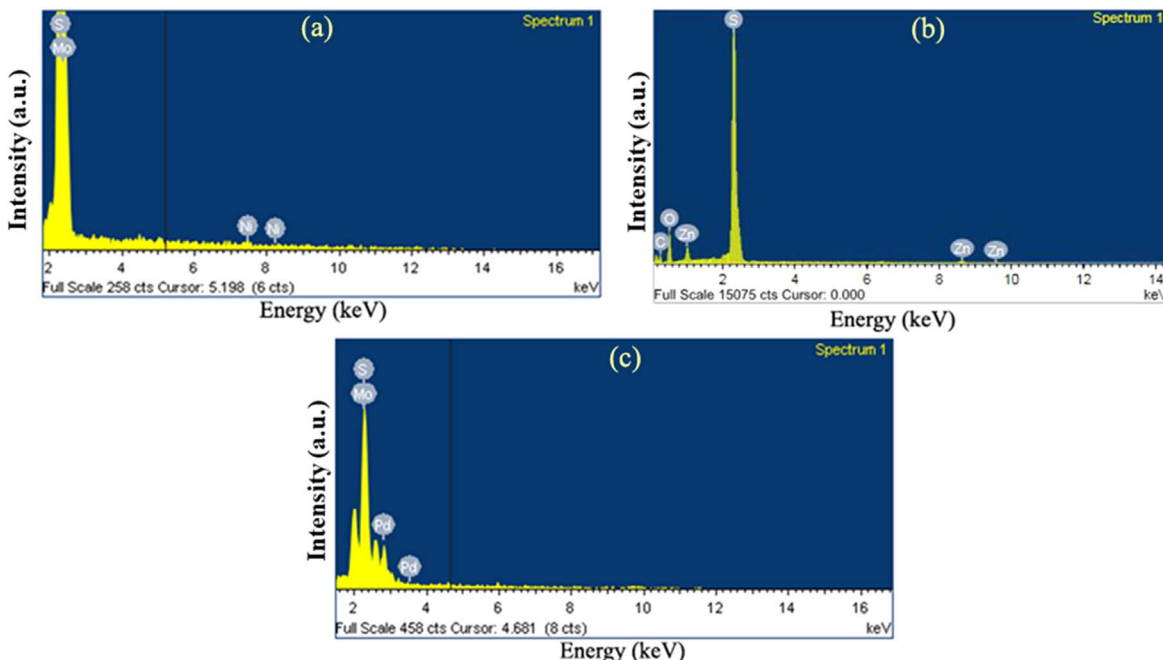 (a)
Spectrum 1
S
Mo
Ni
Ni
Intensity (a.u.)
2 4 6 8 10 12 14 16
Full Scale 258 cts Cursor: 5.198 (6 cts) keV
Energy (keV)
(b)
Spectrum 1
S
O
C
Zn
Zn
Zn
Intensity (a.u.)
2 4 6 8 10 12 14
Full Scale 15075 cts Cursor: 0.000 keV
Energy (keV)
(c)
Spectrum 1
S
Mo
Pd
Pd
Intensity (a.u.)
2 4 6 8 10 12 14 16
Full Scale 458 cts Cursor: 4.681 (8 cts) keV
Energy (keV)